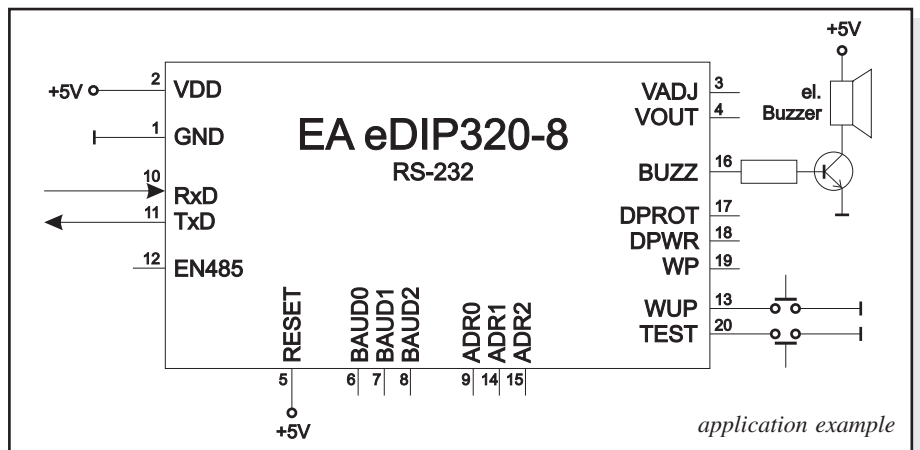 +5V
2
VDD
+5V
1
GND
10
RxD
11
TxD
12
EN485
EA eDIP320-8
RS-232
VADJ
3
VOUT
4
el.
Buzzer
BUZZ
16
DPROT
17
DPWR
18
WP
19
WUP
13
TEST
20
RESET
BAUD0
BAUD1
BAUD2
ADR0
ADR1
ADR2
5
6
7
8
9
14
15
+5V
application example